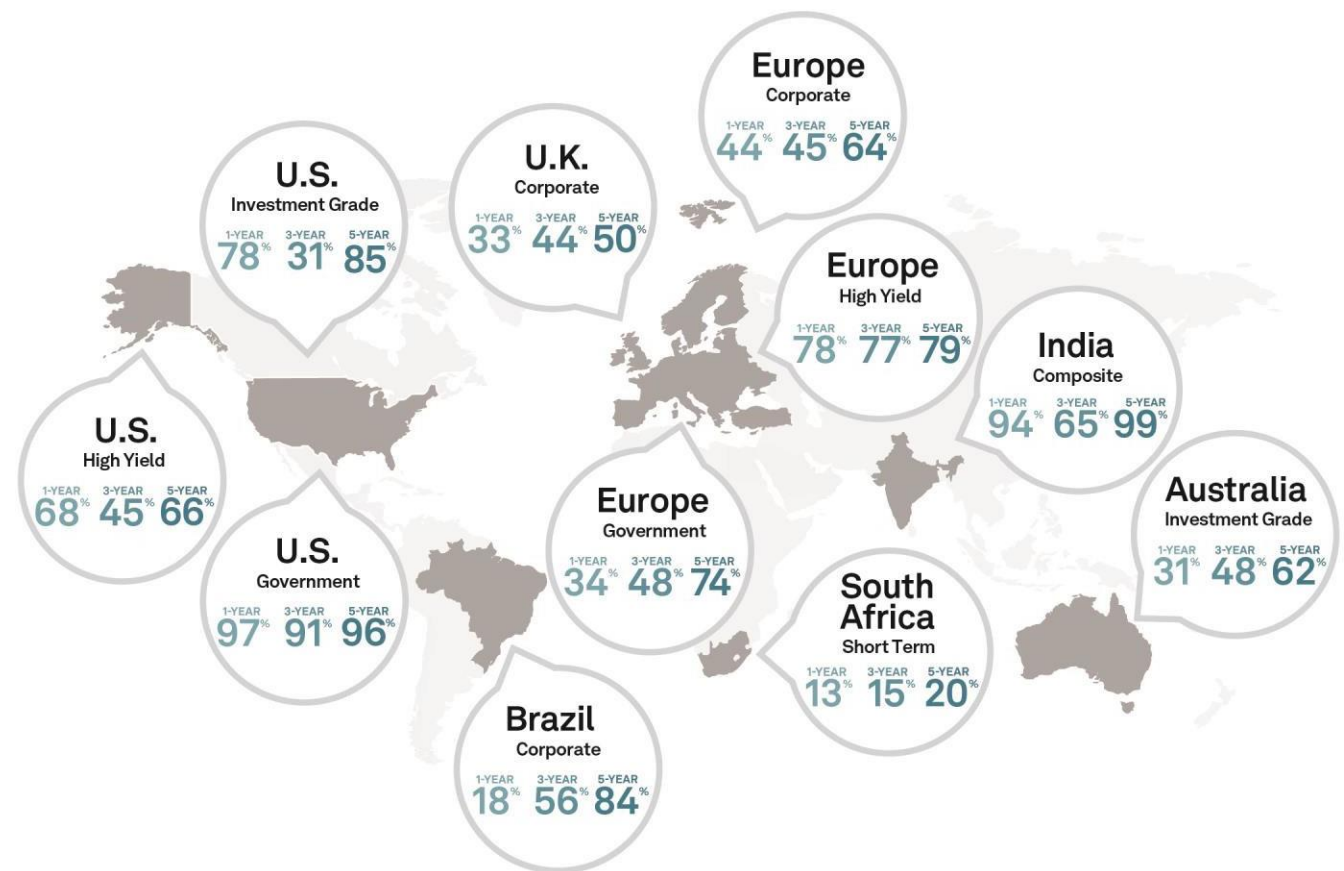 Europe
Corporate
1-YEAR 3-YEAR 5-YEAR
44% 45% 64%
U.S.
Investment Grade
1-YEAR 3-YEAR 5-YEAR
78% 31% 85%
U.K.
Corporate
1-YEAR 3-YEAR 5-YEAR
33% 44% 50%
Europe
High Yield
1-YEAR 3-YEAR 5-YEAR
78% 77% 79%
India
Composite
1-YEAR 3-YEAR 5-YEAR
94% 65% 99%
U.S.
High Yield
1-YEAR 3-YEAR 5-YEAR
68% 45% 66%
Europe
Government
1-YEAR 3-YEAR 5-YEAR
34% 48% 74%
Australia
Investment Grade
1-YEAR 3-YEAR 5-YEAR
31% 48% 62%
U.S.
Government
1-YEAR 3-YEAR 5-YEAR
97% 91% 96%
South
Africa
Short Term
1-YEAR 3-YEAR 5-YEAR
13% 15% 20%
Brazil
Corporate
1-YEAR 3-YEAR 5-YEAR
18% 56% 84%